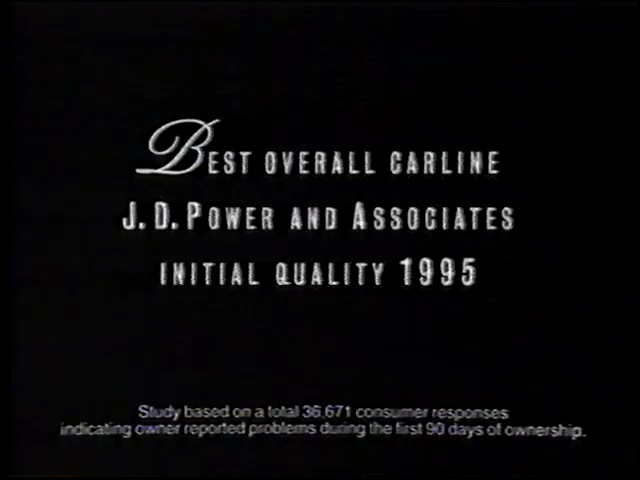 BEST OVERALL CARLINE
J.D. POWER AND ASSOCIATES
INITIAL QUALITY 1995
Study based on a total 36,671 consumer responses
indicating owner reported problems during the first 90 days of ownership.